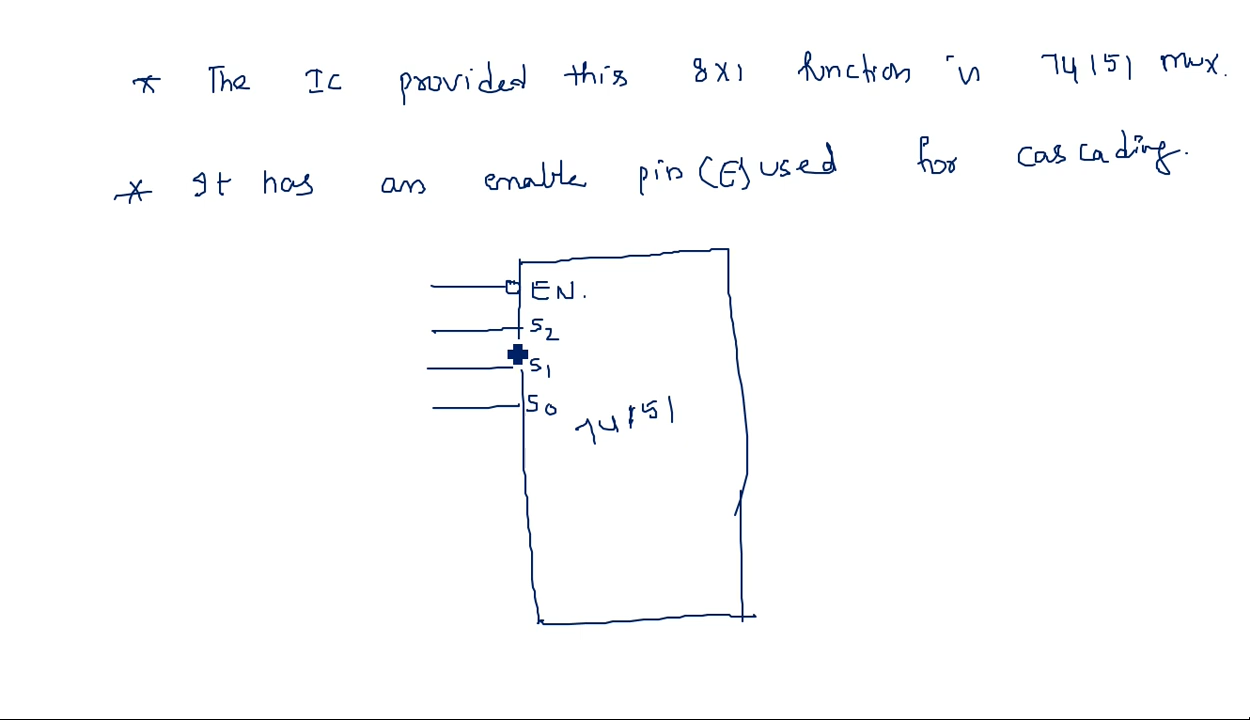 * The IC provided this 8x1 function in 74151 mux.
* It has an enable pin (E) used for cascading.
EN.
S2
S1
S0
74151